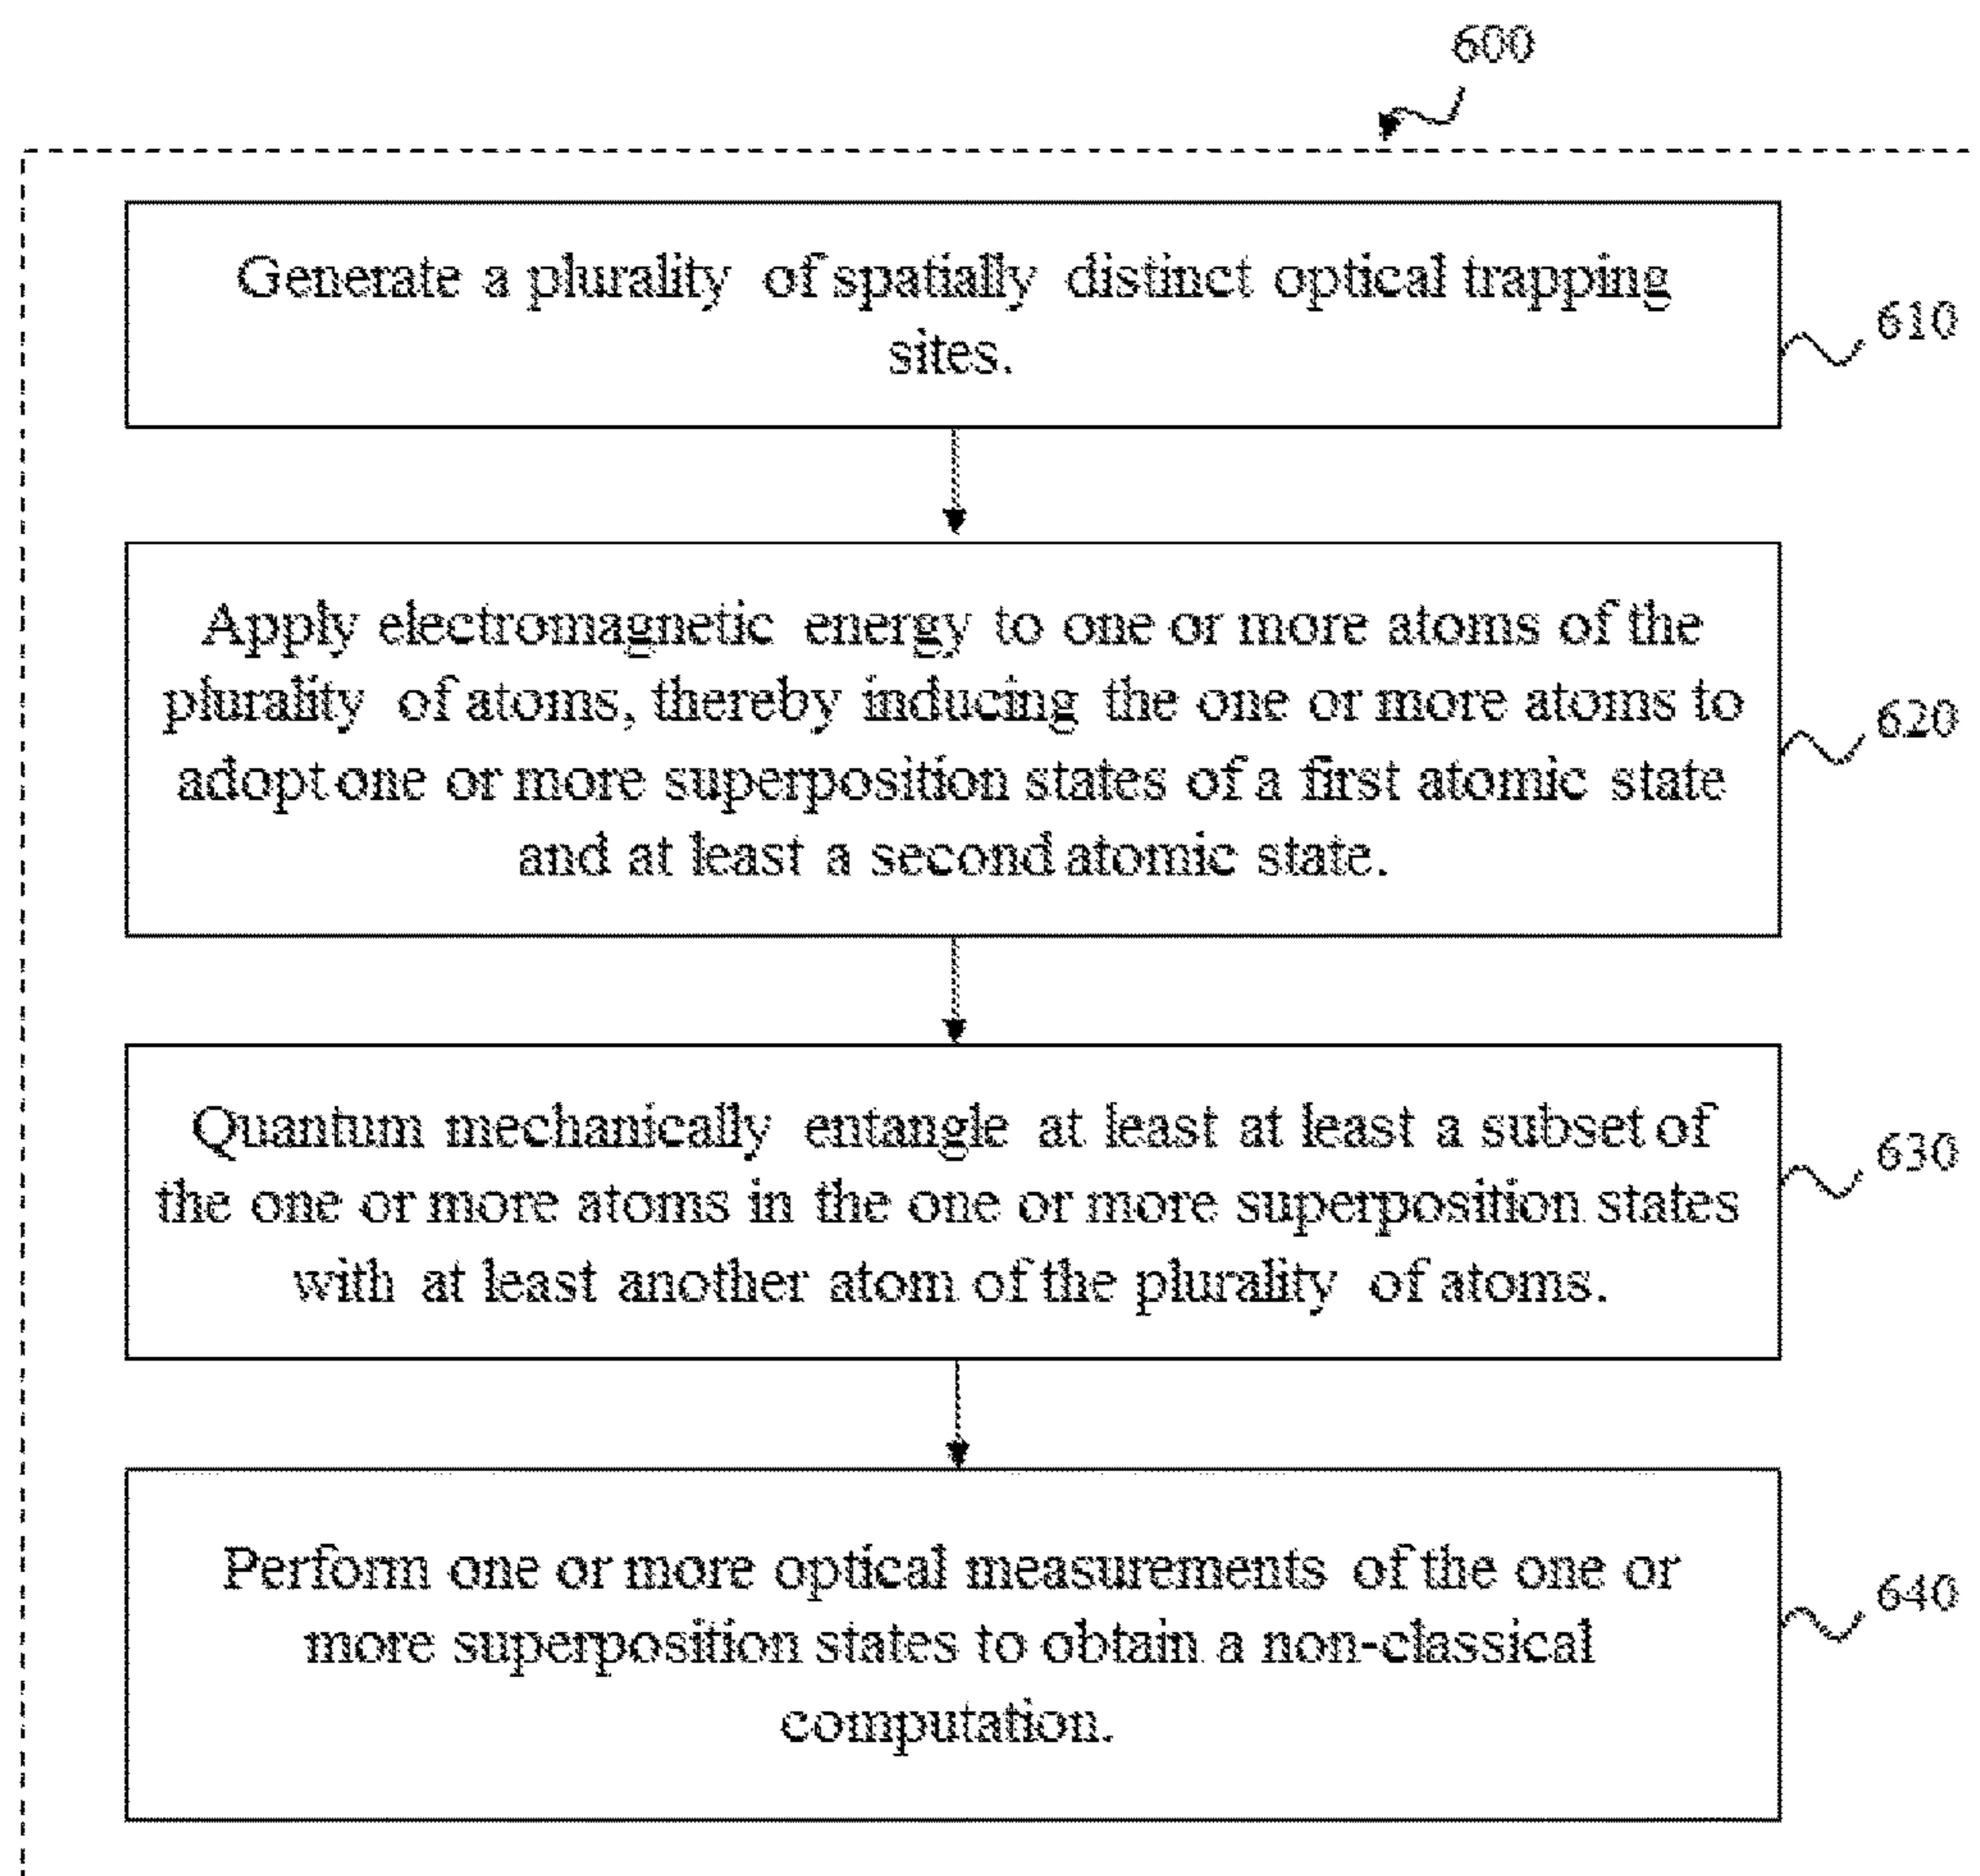 600
Generate a plurality of spatially distinct optical trapping
sites.
610
Apply electromagnetic energy to one or more atoms of the
plurality of atoms, thereby inducing the one or more atoms to
adopt one or more superposition states of a first atomic state
and at least a second atomic state.
620
Quantum mechanically entangle at least at least a subset of
the one or more atoms in the one or more superposition states
with at least another atom of the plurality of atoms.
630
Perform one or more optical measurements of the one or
more superposition states to obtain a non-classical
computation.
640